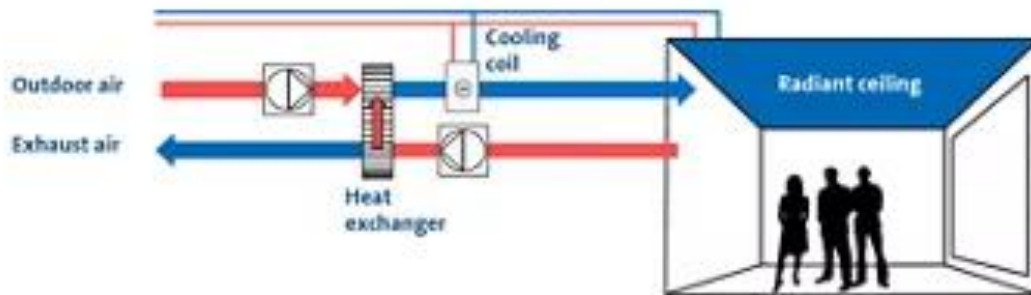 Cooling
coil
Outdoor air
Radiant ceiling
Exhaust air
Heat
exchanger